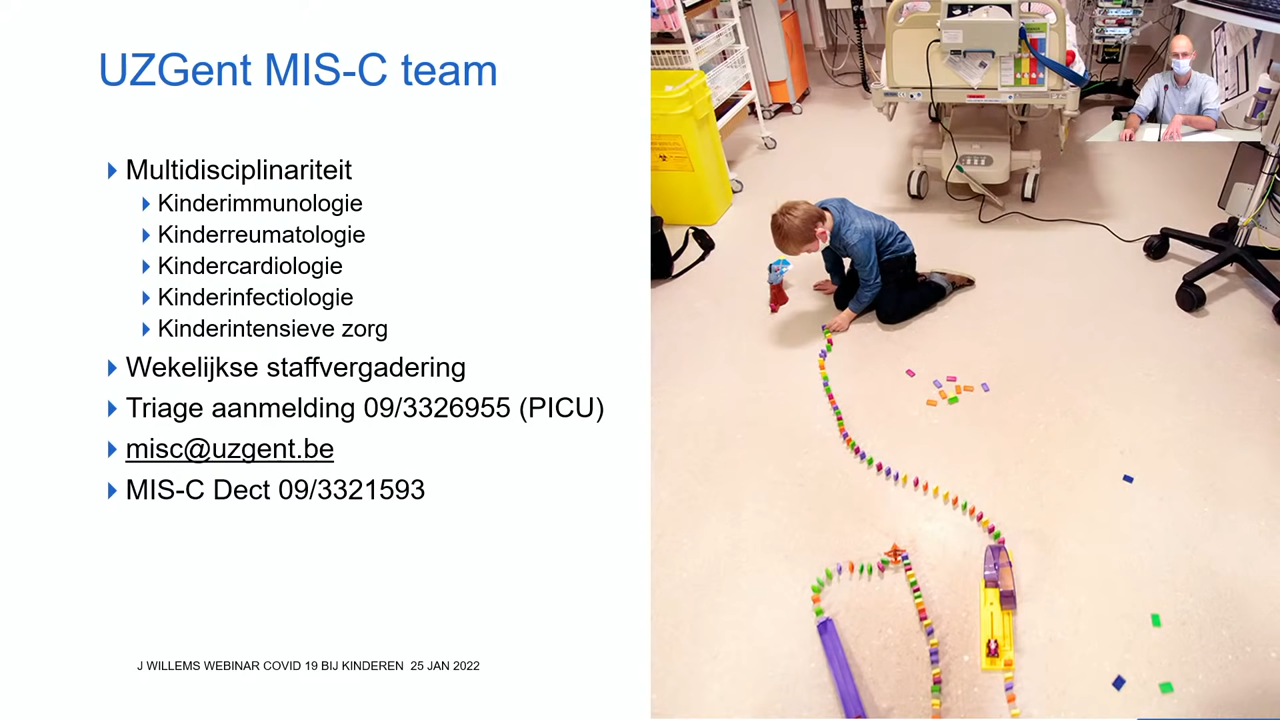 UZGent MIS-C team
Multidisciplinariteit
Kinderimmunologie
Kinderreumatologie
Kindercardiologie
Kinderinfectiologie
Kinderintensieve zorg
Wekelijkse staffvergadering
Triage aanmelding 09/3326955 (PICU)
misc@uzgent.be
MIS-C Dect 09/3321593
J WILLEMS WEBINAR COVID 19 BIJ KINDEREN 25 JAN 2022